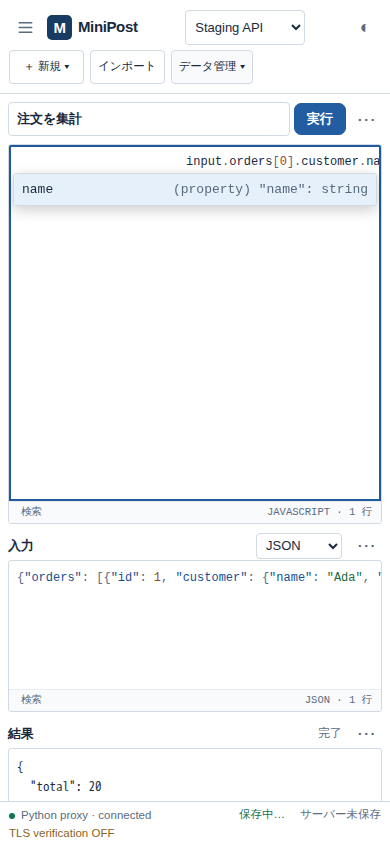 M MiniPost Staging API
+ 新規 ▾ インポート データ管理 ▾
注文を集計 実行 ···
input.orders[0].customer.na
name (property) "name": string
検索 JAVASCRIPT · 1 行
入力 JSON ···
{"orders": [{"id": 1, "customer": {"name": "Ada", "
検索 JSON · 1 行
結果 完了 ···
{
"total": 20
Python proxy · connected 保存中… サーバー未保存
TLS verification OFF